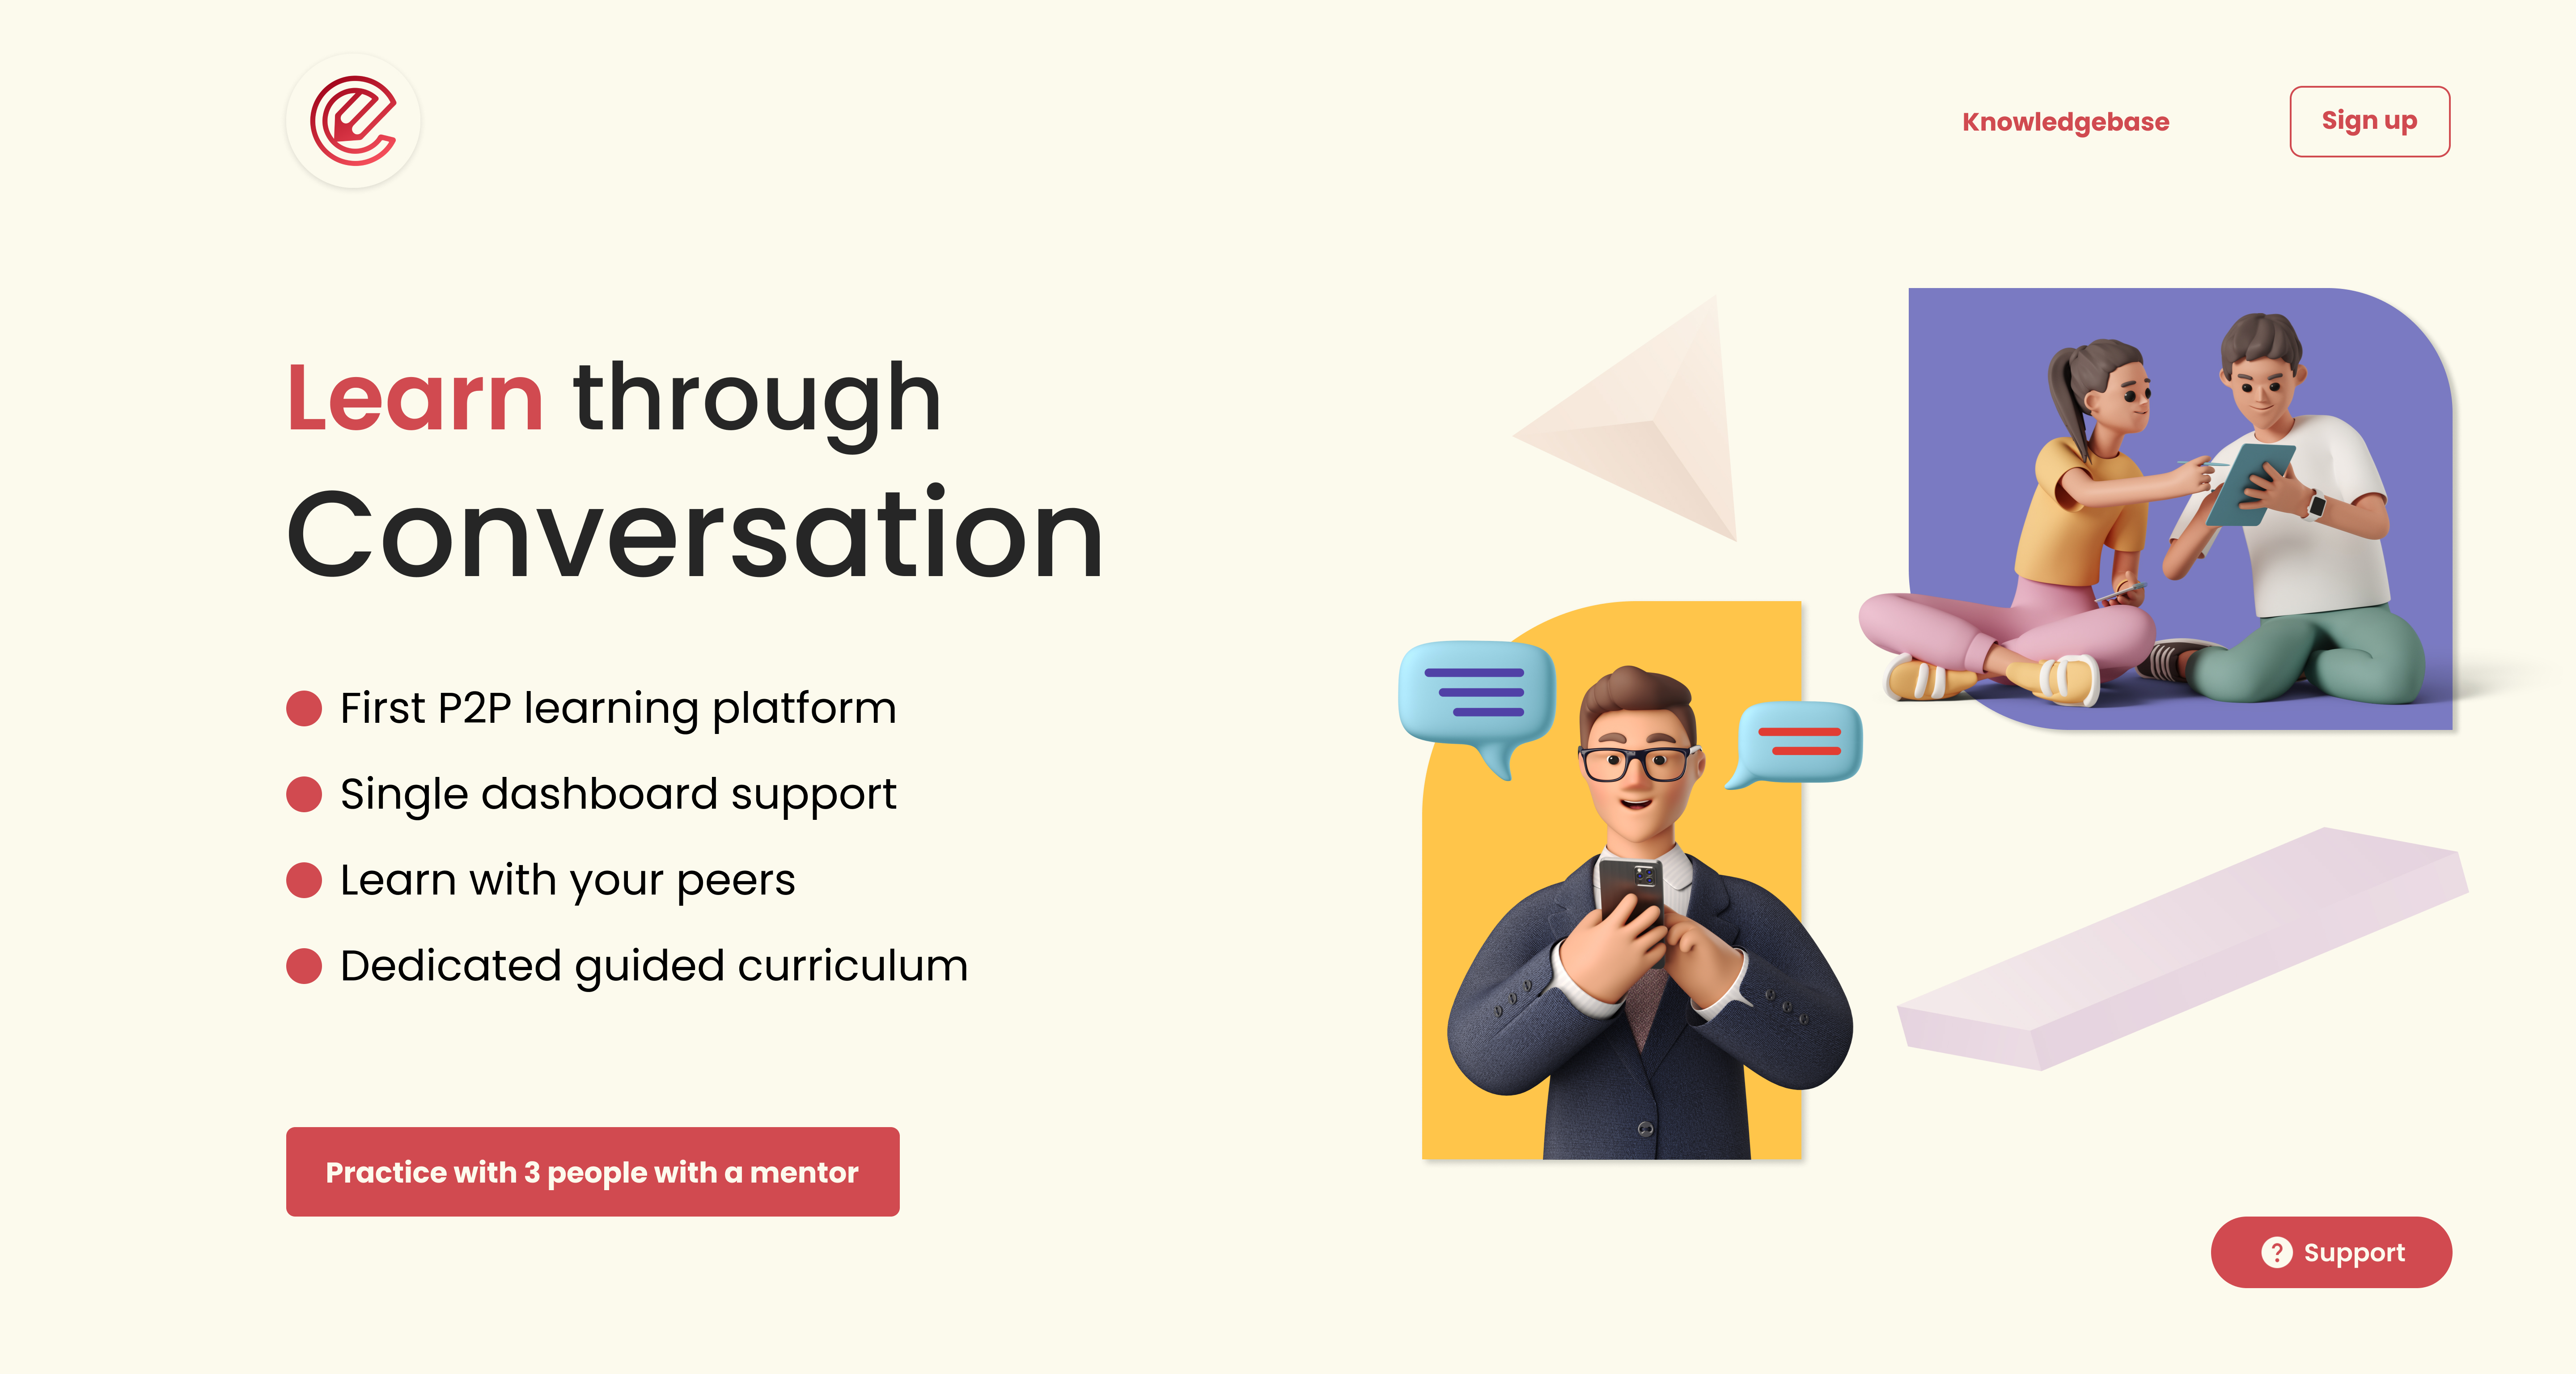 Knowledgebase
Sign up
Learn through
Conversation
First P2P learning platform
Single dashboard support
Learn with your peers
Dedicated guided curriculum
Practice with 3 people with a mentor
? Support